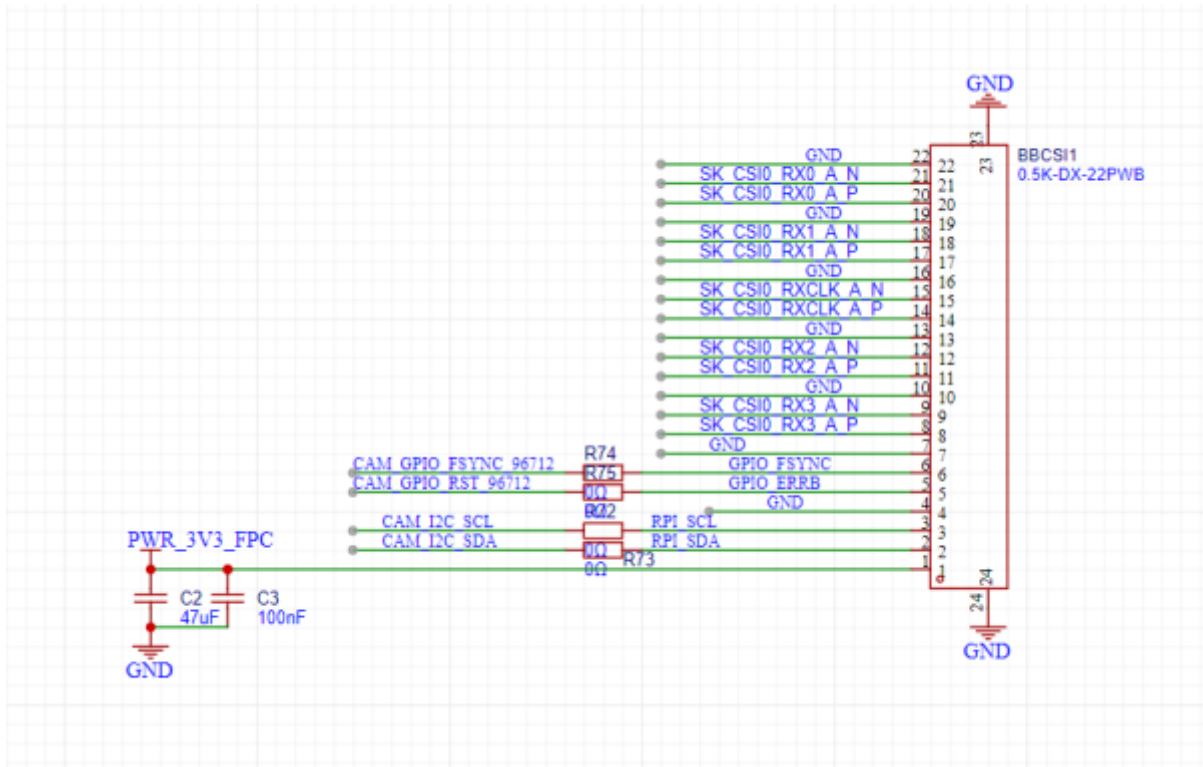 GND
23
BBCSI1
0.5K-DX-22PWB
23
GND 22 22
SK_CSI0_RX0_A_N 21 21
SK_CSI0_RX0_A_P 20 20
GND 19 19
SK_CSI0_RX1_A_N 18 18
SK_CSI0_RX1_A_P 17 17
GND 16 16
SK_CSI0_RXCLK_A_N 15 15
SK_CSI0_RXCLK_A_P 14 14
GND 13 13
SK_CSI0_RX2_A_N 12 12
SK_CSI0_RX2_A_P 11 11
GND 10 10
SK_CSI0_RX3_A_N 9 9
SK_CSI0_RX3_A_P 8 8
GND 7 7
R74
CAM_GPIO_FSYNC_96712 GPIO_FSYNC 6 6
R75
CAM_GPIO_RST_96712 0Ω GPIO_ERRB 5 5
GND 4 4
CAM_I2C_SCL RPI_SCL 3 3
CAM_I2C_SDA 0Ω RPI_SDA 2 2
R73
PWR_3V3_FPC 0Ω 1 1
C2
47uF
C3
100nF
24
24
GND
GND